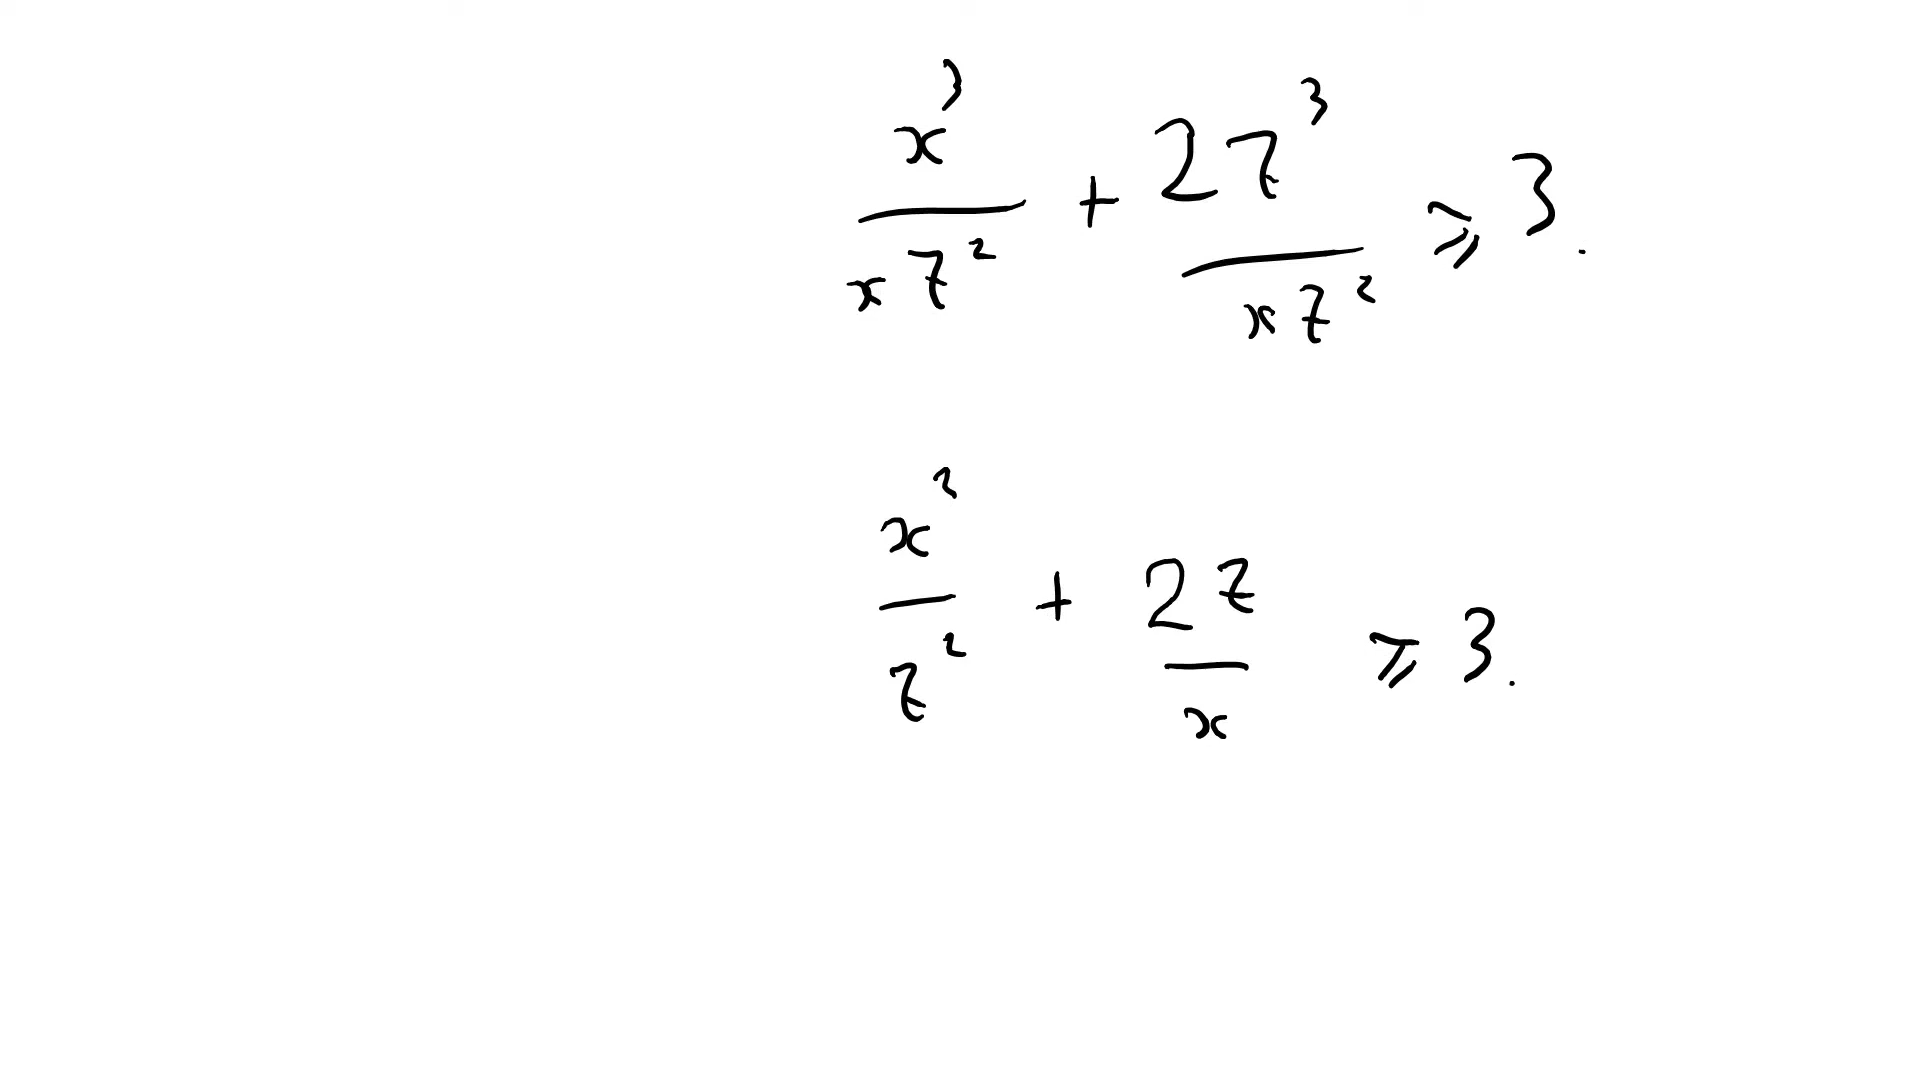 x³/xz² + 2z³/xz² ⩾ 3.
x²/z² + 2z/x ⩾ 3.